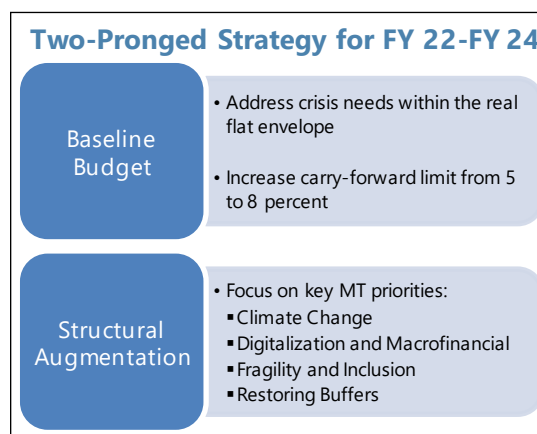 Two-Pronged Strategy for FY 22-FY 24
Baseline
Budget
• Address crisis needs within the real
flat envelope
• Increase carry-forward limit from 5
to 8 percent
Structural
Augmentation
• Focus on key MT priorities:
▪Climate Change
▪Digitalization and Macrofinancial
▪Fragility and Inclusion
▪Restoring Buffers